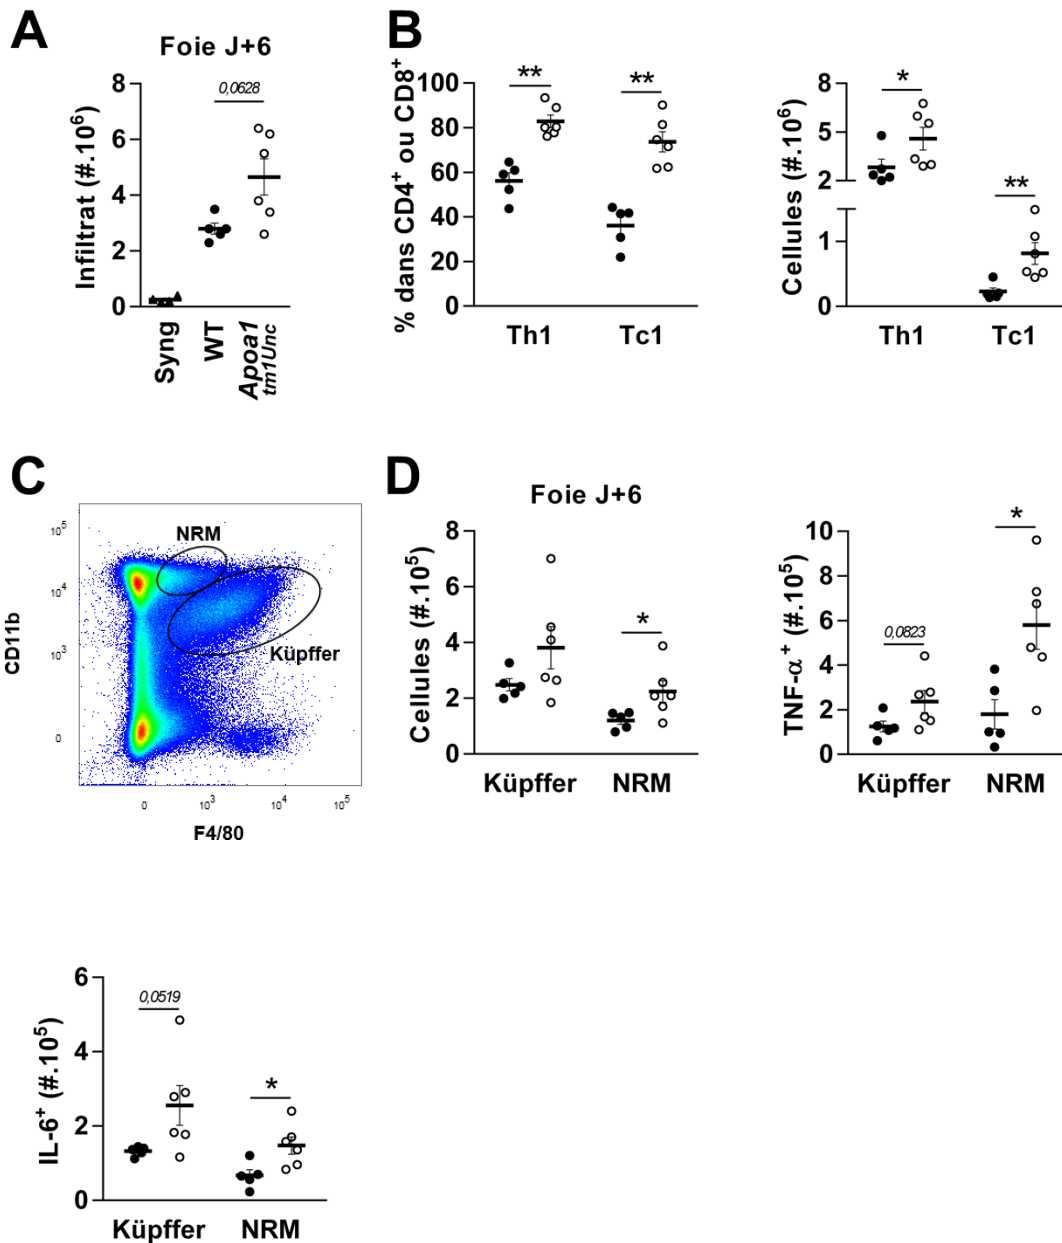 A
Foie J+6
Infiltrat (#.10⁶)
8
6
4
2
0
0,0628
Syng
WT
Apoa1
tm1Unc
B
% dans CD4⁺ ou CD8⁺
100
80
60
40
20
0
**
**
Th1
Tc1
Cellules (#.10⁶)
8
5
2
1
0
*
**
Th1
Tc1
C
CD11b
10⁵
10⁴
10³
0
NRM
Küpffer
0
10³
10⁴
10⁵
F4/80
D
Foie J+6
Cellules (#.10⁵)
8
6
4
2
0
*
Küpffer
NRM
TNF-α⁺ (#.10⁵)
10
8
6
4
2
0
0,0823
*
Küpffer
NRM
IL-6⁺ (#.10⁵)
6
4
2
0
0,0519
*
Küpffer
NRM